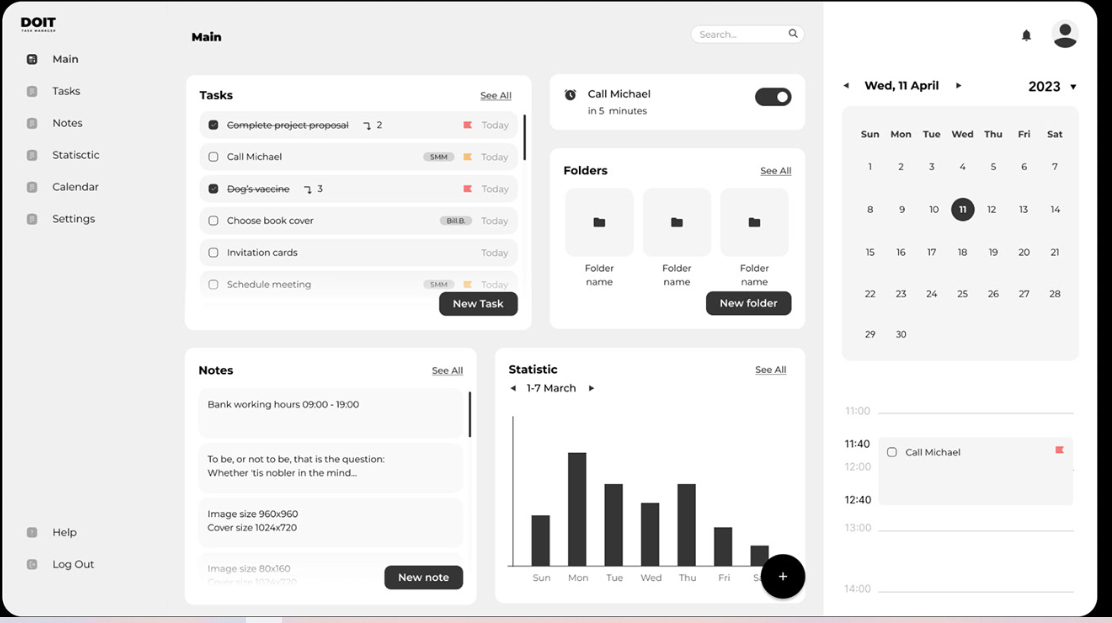 DOIT
TASK MANAGER
Main
Tasks
Notes
Statisctic
Calendar
Settings
Help
Log Out
Main
Search...
Tasks
See All
Complete project proposal 2
Today
Call Michael
SMM
Today
Dog's vaccine 3
Today
Choose book cover
Bill.B.
Today
Invitation cards
Today
Schedule meeting
SMM
Today
New Task
Call Michael
in 5 minutes
Folders
See All
Folder
name
Folder
name
Folder
name
New folder
Notes
See All
Bank working hours 09:00 - 19:00
To be, or not to be, that is the question:
Whether 'tis nobler in the mind...
Image size 960x960
Cover size 1024x720
Image size 80x160
Cover size 1024x720
New note
Statistic
See All
1-7 March
Sun Mon Tue Wed Thu Fri
+
Wed, 11 April
2023
Sun Mon Tue Wed Thu Fri Sat
1 2 3 4 5 6 7
8 9 10 11 12 13 14
15 16 17 18 19 20 21
22 23 24 25 26 27 28
29 30
11:00
11:40
Call Michael
12:00
12:40
13:00
14:00